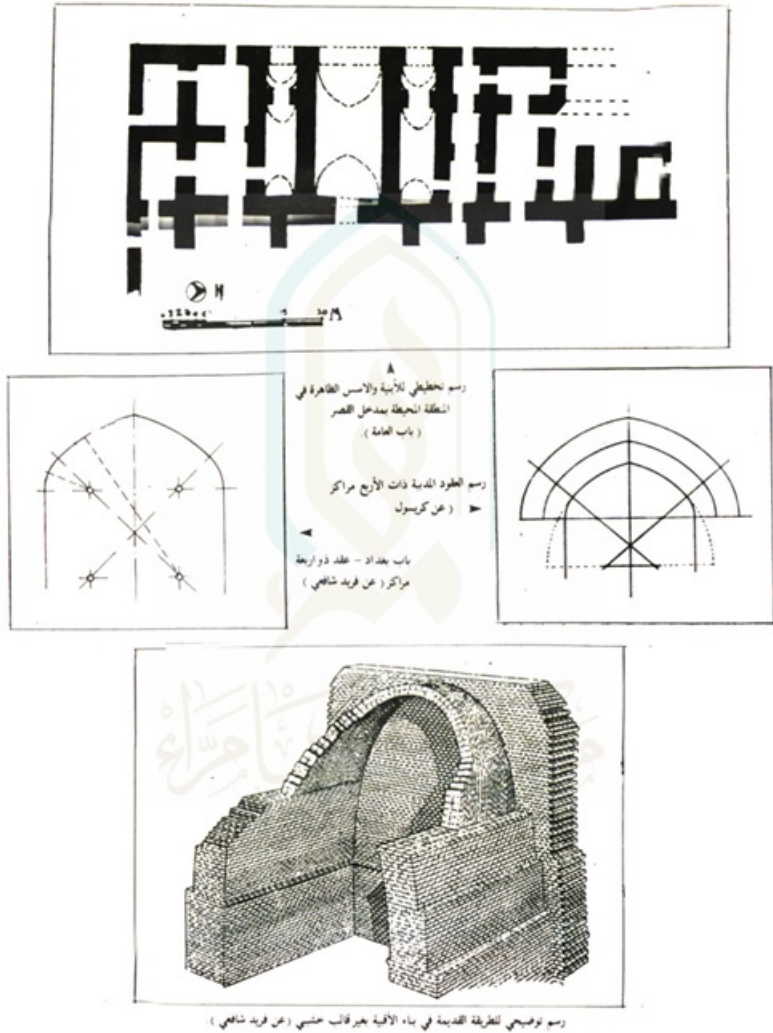 N
20 M
رسم تخطيطي للأبنية والاسس الظاهرة في
المنطقة المحيطة بمدخل القصر
( باب العامة ).
رسم العقود المدببة ذات الأربع مراكز
( عن كريسول
باب بغداد – عقد ذو اربعة
مراكز ( عن فريد شافعي )
رسم توضيحي للطريقة القديمة في بناء الأقبية بغير قالب خشبي ( عن فريد شافعي ).